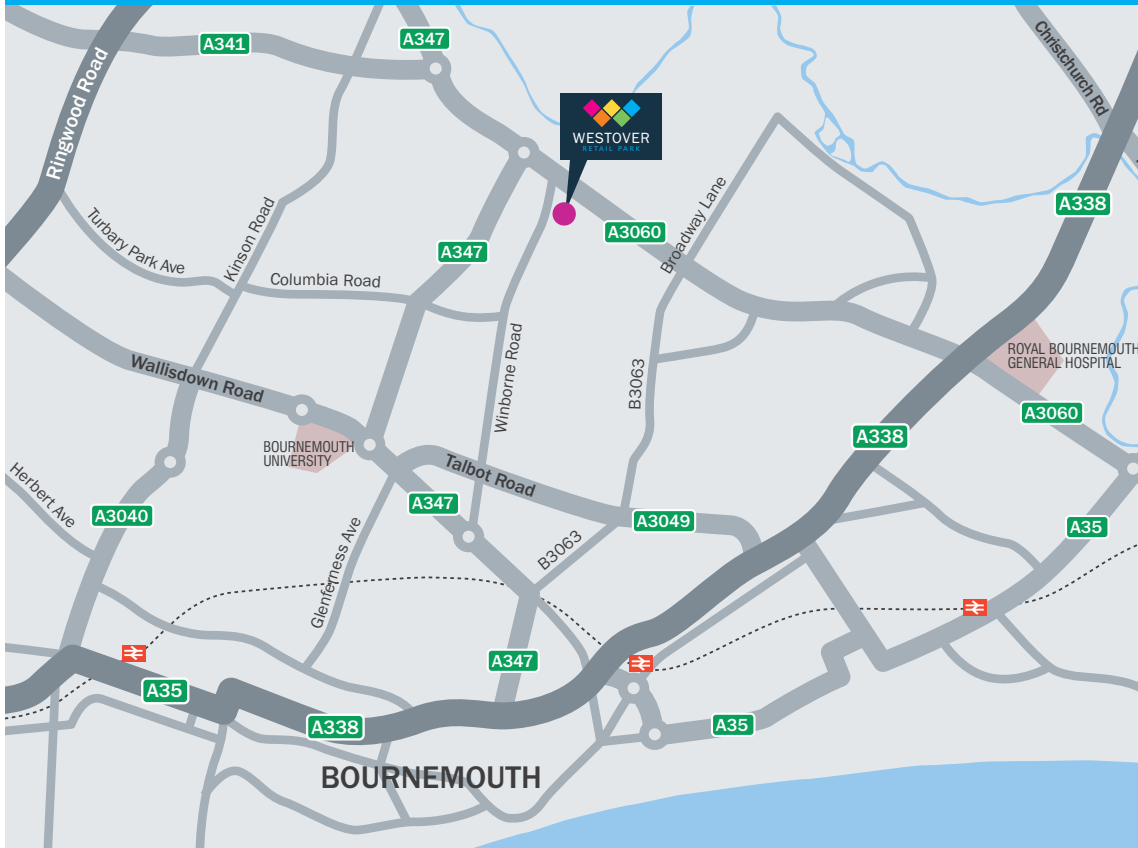 A341
A347
Christchurch Rd
Ringwood Road
WESTOVER
RETAIL PARK
A338
Turbary Park Ave
Kinson Road
A347
A3060
Broadway Lane
Columbia Road
Winborne Road
B3063
ROYAL BOURNEMOUTH
GENERAL HOSPITAL
Wallisdown Road
A3060
A338
BOURNEMOUTH
UNIVERSITY
Talbot Road
Herbert Ave
A3040
A347
A3049
A35
B3063
Glenferness Ave
A347
A35
A338
A35
BOURNEMOUTH